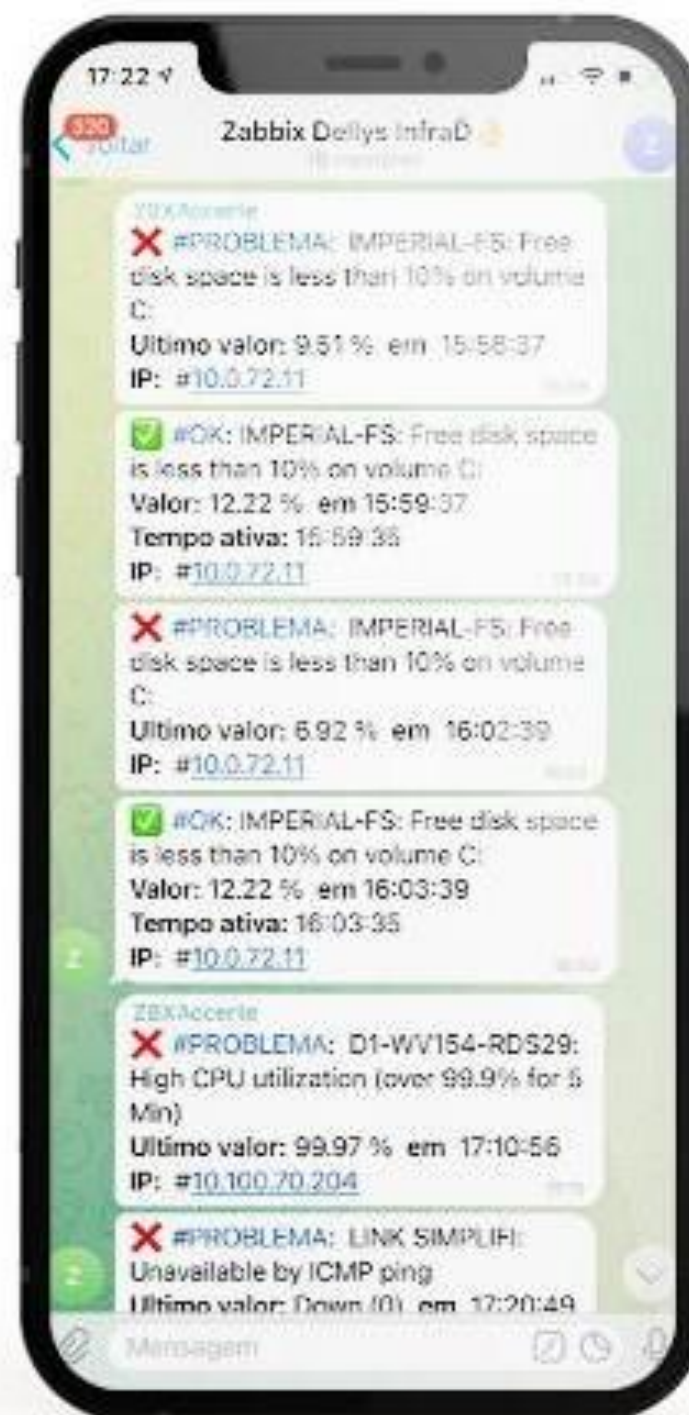 17:22
330
Voltar
Zabbix Dellys InfraD 👌
Z
ZBXAccerte
❌ #PROBLEMA: IMPERIAL-FS: Free
disk space is less than 10% on volume
C:
Ultimo valor: 9.51 % em 15:58:37
IP: #10.0.72.11
✅ #OK: IMPERIAL-FS: Free disk space
is less than 10% on volume C:
Valor: 12.22 % em 15:59:37
Tempo ativa: 15:59:35
IP: #10.0.72.11
❌ #PROBLEMA: IMPERIAL-FS: Free
disk space is less than 10% on volume
C:
Ultimo valor: 6.92 % em 16:02:39
IP: #10.0.72.11
✅ #OK: IMPERIAL-FS: Free disk space
is less than 10% on volume C:
Valor: 12.22 % em 16:03:39
Tempo ativa: 16:03:35
IP: #10.0.72.11
Z
ZBXAccerte
❌ #PROBLEMA: D1-WV154-RDS29:
High CPU utilization (over 99.9% for 5
Min)
Ultimo valor: 99.97 % em 17:10:56
IP: #10.100.70.204
❌ #PROBLEMA: LINK SIMPLIFI:
Unavailable by ICMP ping
Z
Ultimo valor: Down (0) em 17:20:49
Mensagem